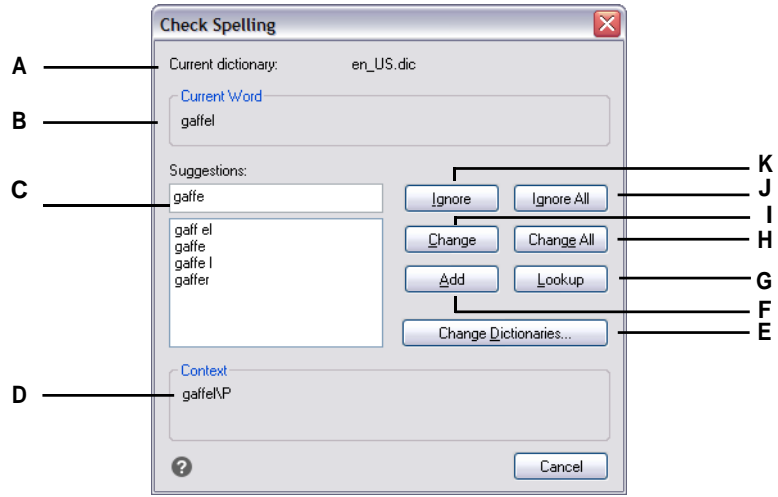 Check Spelling
A
Current dictionary: en_US.dic
Current Word
B
gaffel
Suggestions:
K
C
gaffe
Ignore
Ignore All
J
I
gaff el
gaffe
gaffe l
gaffer
Change
Change All
H
Add
Lookup
G
F
Change Dictionaries...
E
Context
D
gaffel\P
?
Cancel